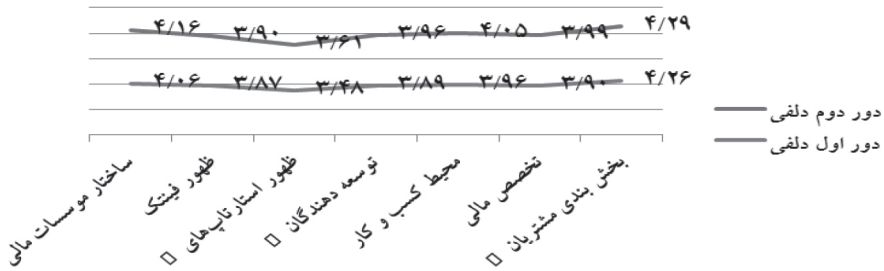 ۴/۱۶ ۳/۹۰ ۳/۶۱ ۳/۹۶ ۴/۰۵ ۳/۹۹ ۴/۲۹
۴/۰۶ ۳/۸۷ ۳/۴۸ ۳/۸۹ ۳/۹۶ ۳/۹۰ ۴/۲۶
دور دوم دلفی
دور اول دلفی
ساختار موسسات مالی
ظهور فینتک
ظهور استارتاپ‌های
توسعه دهندگان
محیط کسب و کار
تخصص مالی
بخش بندی مشتریان